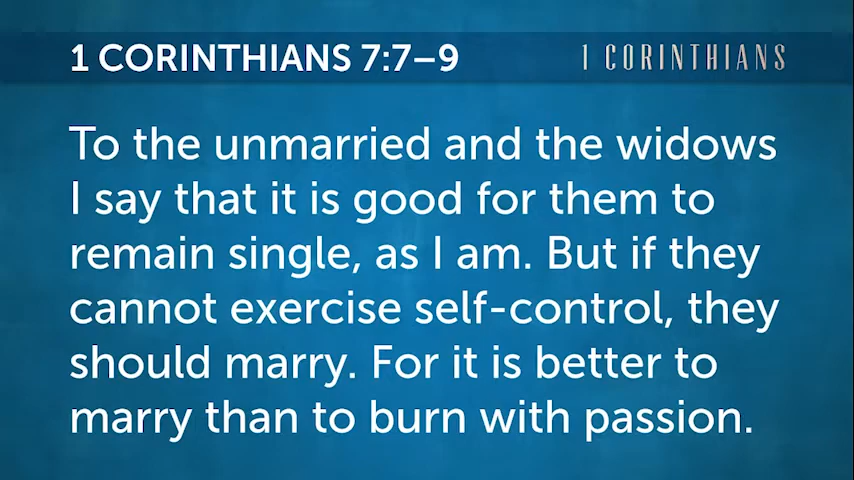 1 CORINTHIANS 7:7–9
1 CORINTHIANS
To the unmarried and the widows
I say that it is good for them to
remain single, as I am. But if they
cannot exercise self-control, they
should marry. For it is better to
marry than to burn with passion.